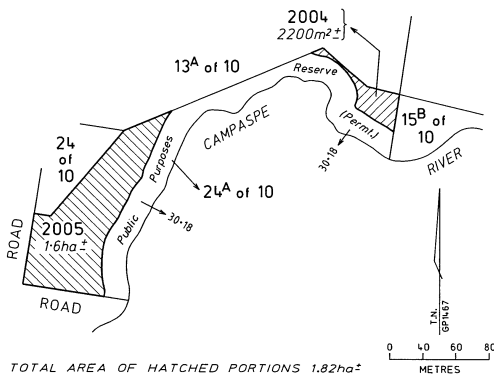 2004
2200m²±
13A of 10
Reserve
(Permt.)
15B of
10
30·18
RIVER
CAMPASPE
24
of
10
Purposes
24A of 10
Public
30·18
2005
1·6ha±
ROAD
ROAD
T.N.
GP1467
0 20 40 60 80
METRES
TOTAL AREA OF HATCHED PORTIONS 1.82ha±